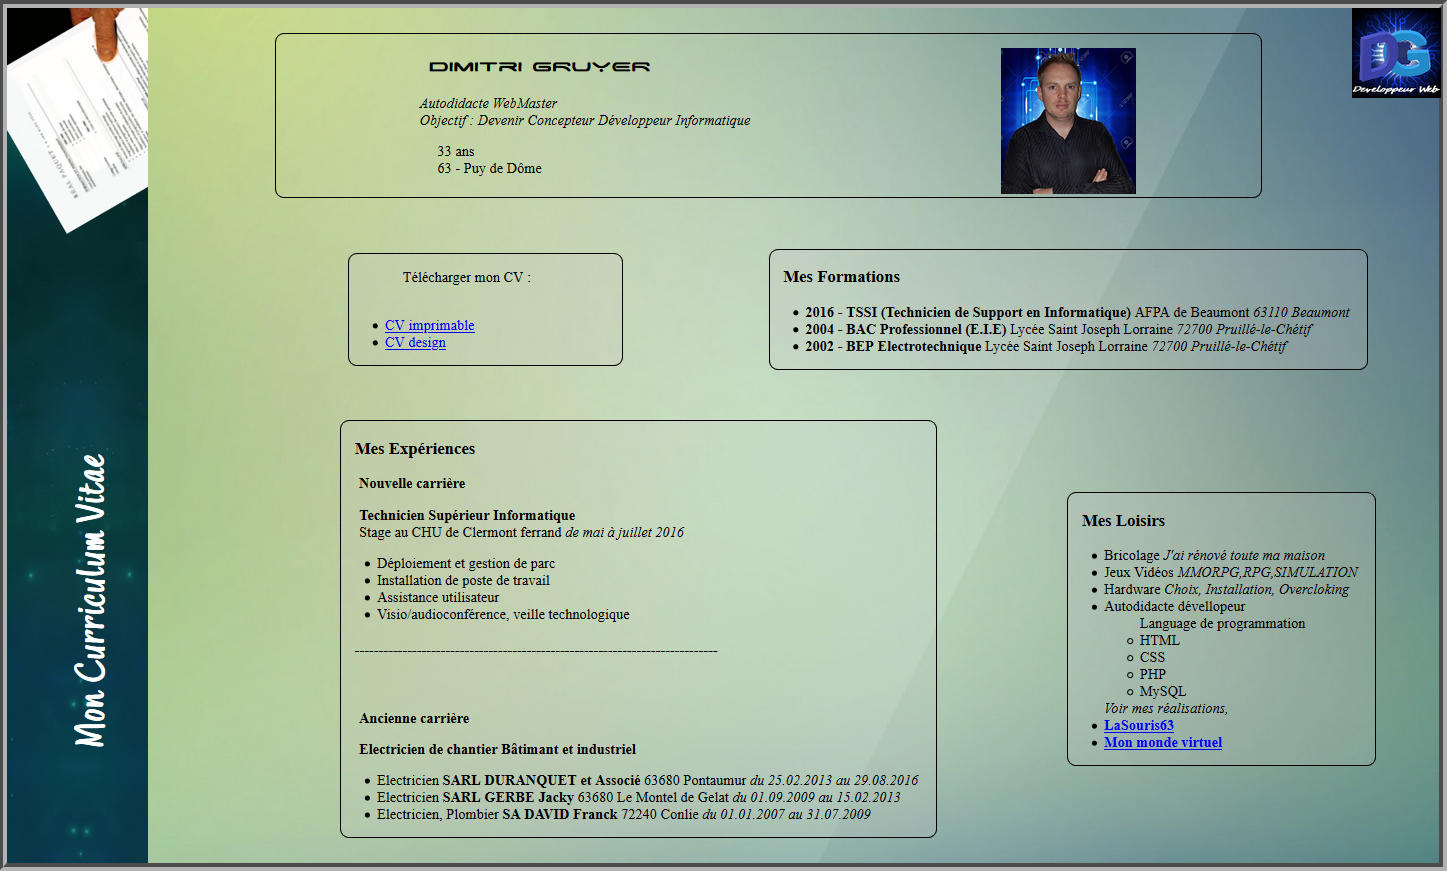 DIMITRI GRUYER
Autodidacte WebMaster
Objectif : Devenir Concepteur Développeur Informatique
33 ans
63 - Puy de Dôme
DG
Developpeur Web
Mon Curriculum Vitae
Télécharger mon CV :
CV imprimable
CV design
Mes Formations
2016 - TSSI (Technicien de Support en Informatique) AFPA de Beaumont 63110 Beaumont
2004 - BAC Professionnel (E.I.E) Lycée Saint Joseph Lorraine 72700 Pruillé-le-Chétif
2002 - BEP Electrotechnique Lycée Saint Joseph Lorraine 72700 Pruillé-le-Chétif
Mes Expériences
Nouvelle carrière
Technicien Supérieur Informatique
Stage au CHU de Clermont ferrand de mai à juillet 2016
Déploiement et gestion de parc
Installation de poste de travail
Assistance utilisateur
Visio/audioconférence, veille technologique
Ancienne carrière
Electricien de chantier Bâtimant et industriel
Electricien SARL DURANQUET et Associé 63680 Pontaumur du 25.02.2013 au 29.08.2016
Electricien SARL GERBE Jacky 63680 Le Montel de Gelat du 01.09.2009 au 15.02.2013
Electricien, Plombier SA DAVID Franck 72240 Conlie du 01.01.2007 au 31.07.2009
Mes Loisirs
Bricolage J'ai rénové toute ma maison
Jeux Vidéos MMORPG,RPG,SIMULATION
Hardware Choix, Installation, Overcloking
Autodidacte dévellopeur
Language de programmation
HTML
CSS
PHP
MySQL
Voir mes réalisations,
LaSouris63
Mon monde virtuel